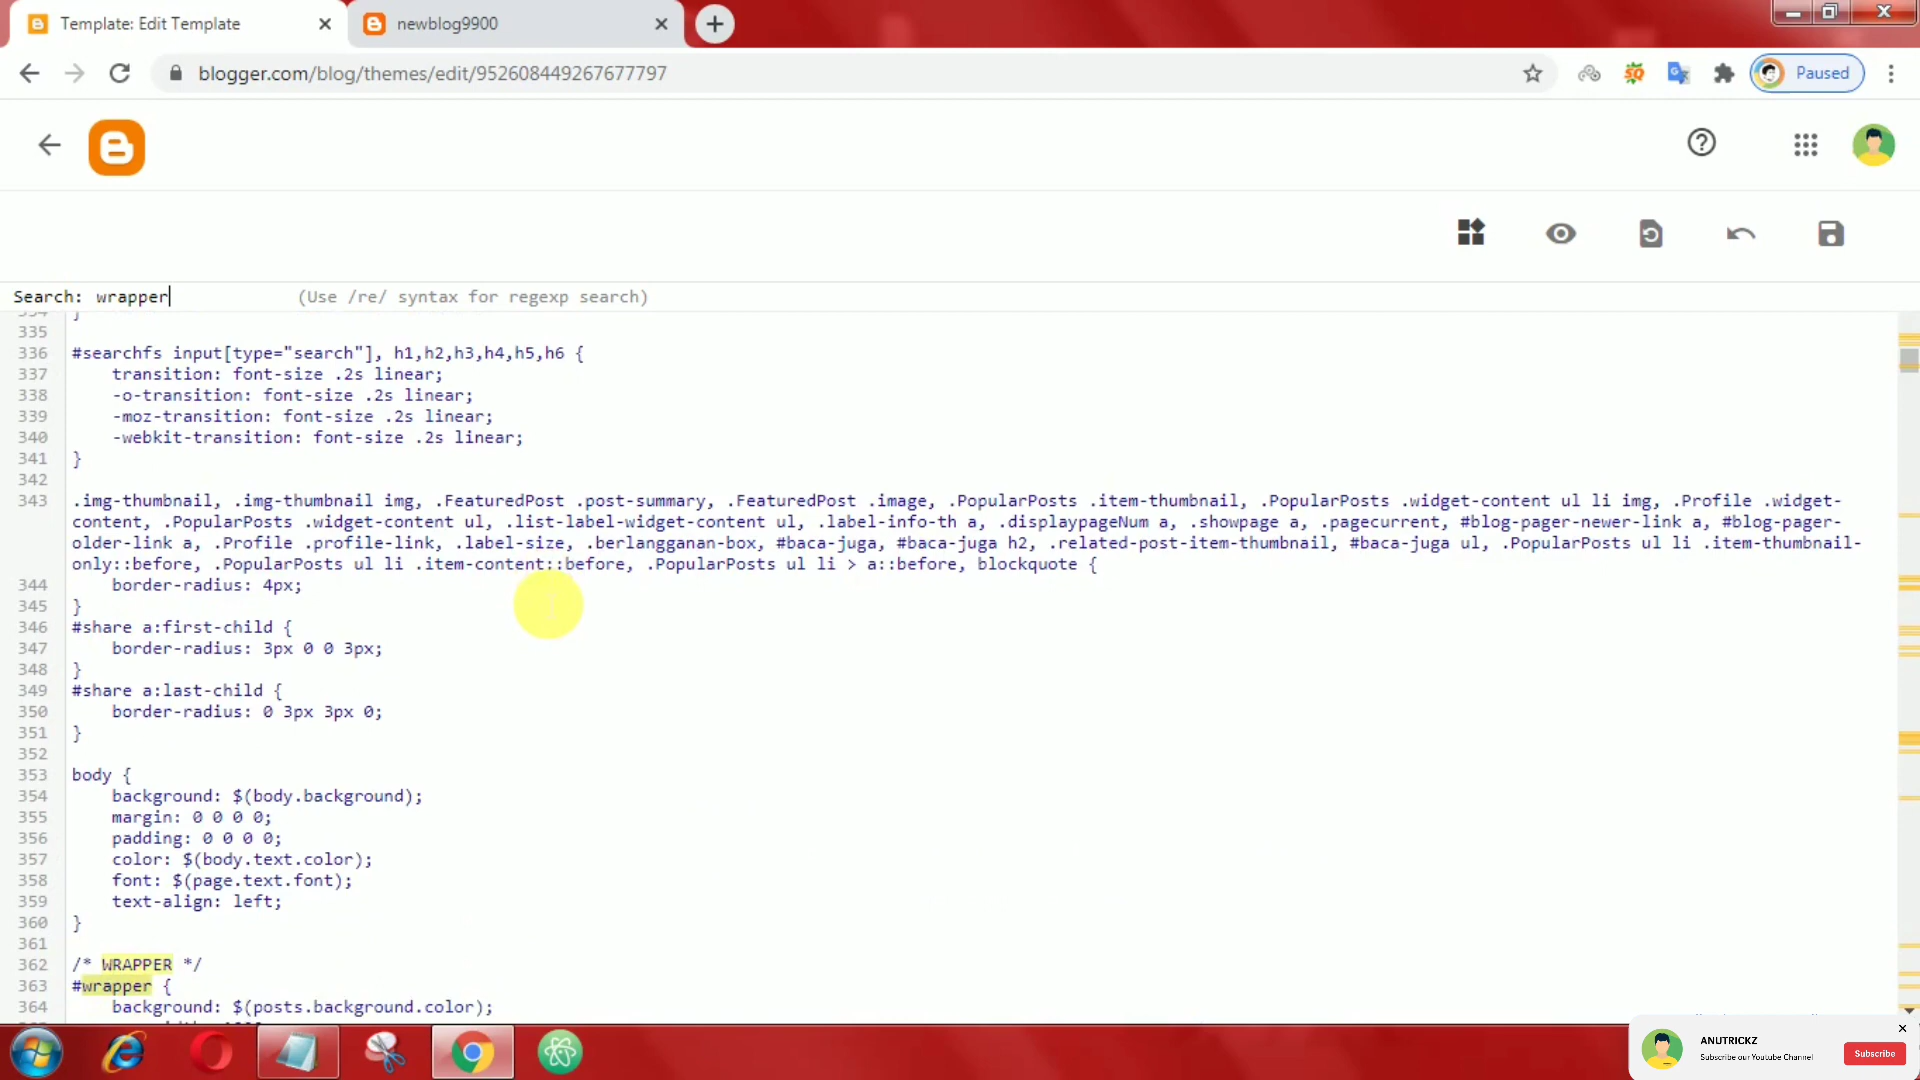 Template: Edit Template
newblog9900
blogger.com/blog/themes/edit/952608449267677797
Paused
Search: wrapper (Use /re/ syntax for regexp search)
335
336 #searchfs input[type="search"], h1,h2,h3,h4,h5,h6 {
337 transition: font-size .2s linear;
338 -o-transition: font-size .2s linear;
339 -moz-transition: font-size .2s linear;
340 -webkit-transition: font-size .2s linear;
341 }
342
343 .img-thumbnail, .img-thumbnail img, .FeaturedPost .post-summary, .FeaturedPost .image, .PopularPosts .item-thumbnail, .PopularPosts .widget-content ul li img, .Profile .widget-
content, .PopularPosts .widget-content ul, .list-label-widget-content ul, .label-info-th a, .displaypageNum a, .showpage a, .pagecurrent, #blog-pager-newer-link a, #blog-pager-
older-link a, .Profile .profile-link, .label-size, .berlangganan-box, #baca-juga, #baca-juga h2, .related-post-item-thumbnail, #baca-juga ul, .PopularPosts ul li .item-thumbnail-
only::before, .PopularPosts ul li .item-content::before, .PopularPosts ul li > a::before, blockquote {
344 border-radius: 4px;
345 }
346 #share a:first-child {
347 border-radius: 3px 0 0 3px;
348 }
349 #share a:last-child {
350 border-radius: 0 3px 3px 0;
351 }
352
353 body {
354 background: $(body.background);
355 margin: 0 0 0 0;
356 padding: 0 0 0 0;
357 color: $(body.text.color);
358 font: $(page.text.font);
359 text-align: left;
360 }
361
362 /* WRAPPER */
363 #wrapper {
364 background: $(posts.background.color);
ANUTRICKZ
Subscribe our Youtube Channel
Subscribe